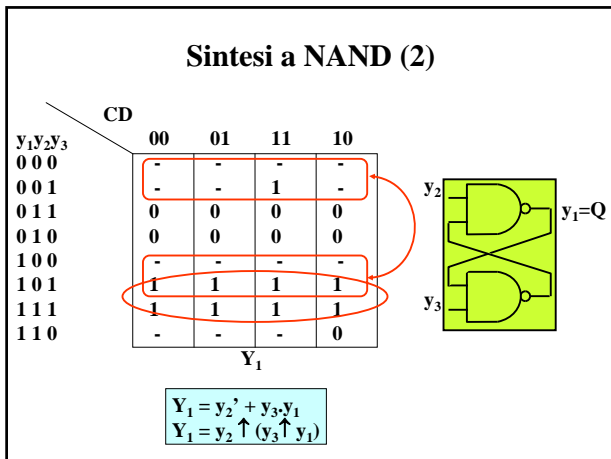 Sintesi a NAND (2)
CD
y₁y₂y₃ 00 01 11 10
0 0 0 - - - -
0 0 1 - - 1 -
0 1 1 0 0 0 0
0 1 0 0 0 0 0
1 0 0 - - - -
1 0 1 1 1 1 1
1 1 1 1 1 1 1
1 1 0 - - - 0
Y₁
y₂
y₁=Q
y₃
Y₁ = y₂’ + y₃.y₁
Y₁ = y₂ ↑ (y₃↑ y₁)